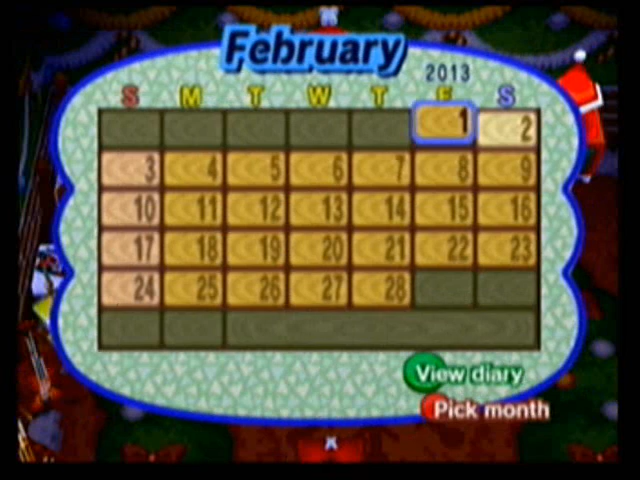 February
2013
S M T W T F S
1 2
3 4 5 6 7 8 9
10 11 12 13 14 15 16
17 18 19 20 21 22 23
24 25 26 27 28
View diary
Pick month